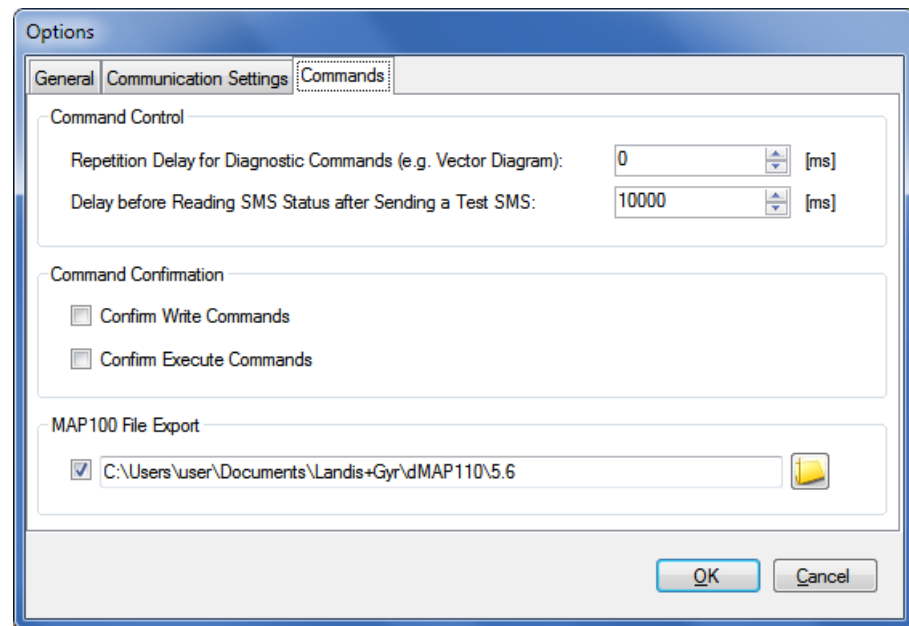 Options
General Communication Settings Commands
Command Control
Repetition Delay for Diagnostic Commands (e.g. Vector Diagram): 0 [ms]
Delay before Reading SMS Status after Sending a Test SMS: 10000 [ms]
Command Confirmation
Confirm Write Commands
Confirm Execute Commands
MAP100 File Export
C:\Users\user\Documents\Landis+Gyr\dMAP110\5.6
OK Cancel